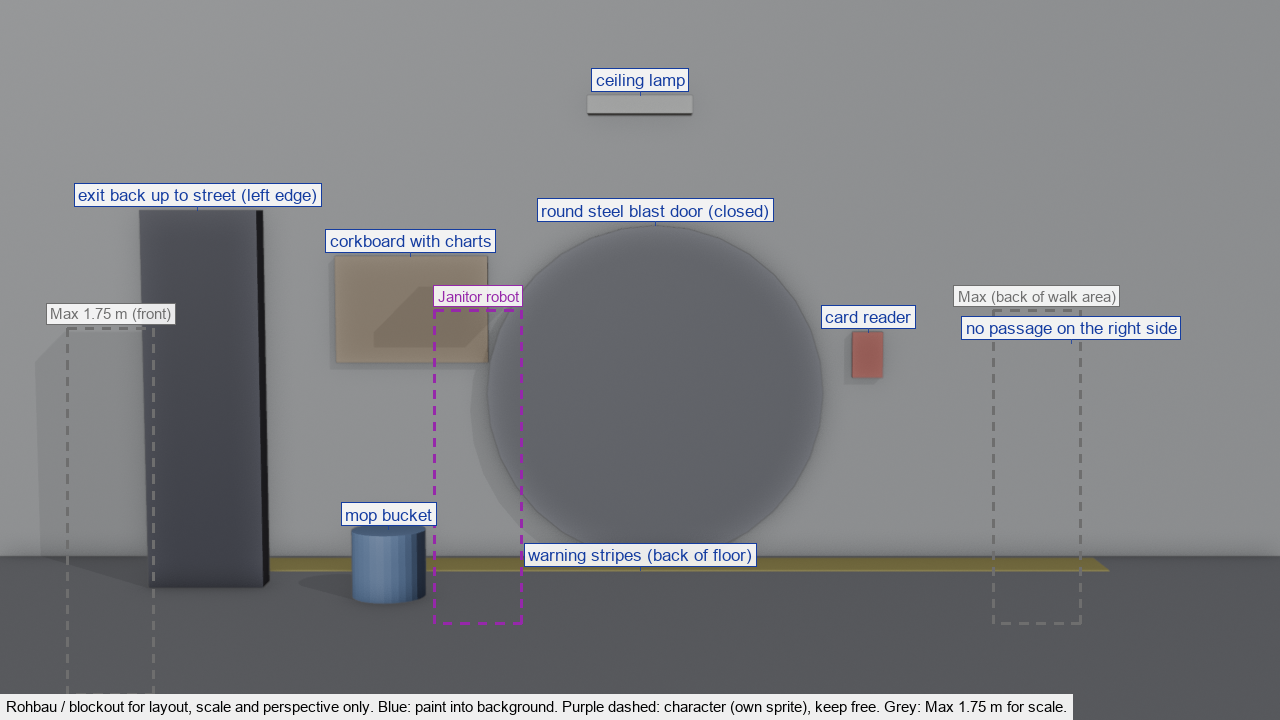 ceiling lamp
exit back up to street (left edge)
round steel blast door (closed)
corkboard with charts
Janitor robot
Max (back of walk area)
Max 1.75 m (front)
card reader
no passage on the right side
mop bucket
warning stripes (back of floor)
Rohbau / blockout for layout, scale and perspective only. Blue: paint into background. Purple dashed: character (own sprite), keep free. Grey: Max 1.75 m for scale.